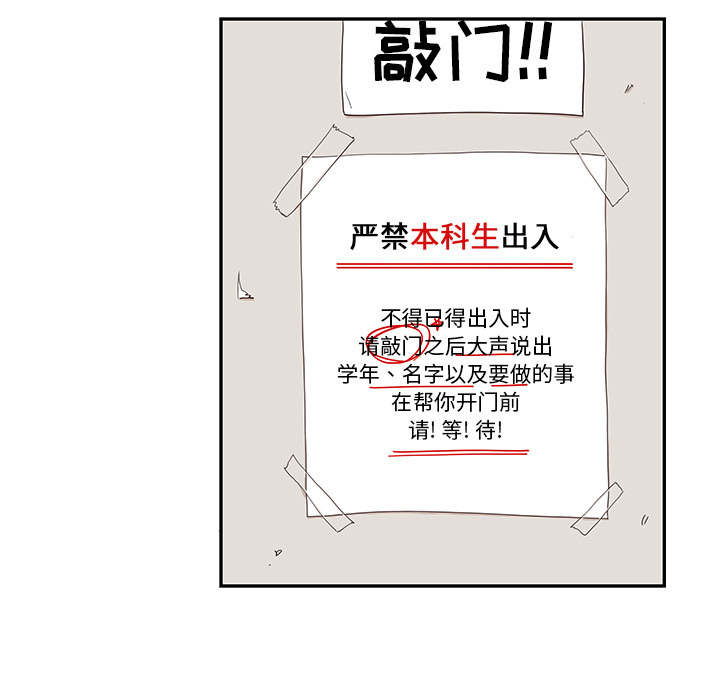 敲门!!
严禁本科生出入
不得已得出入时
请敲门之后大声说出
学年、名字以及要做的事
在帮你开门前
请! 等! 待!